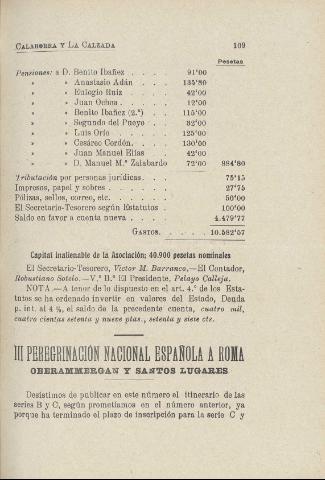 CALAHORRA Y LA CALZADA 109
Pesetas
Pensiones: a D. Benito Ibañez . . . . 91'00
» » Anastasio Adán . . . 135'80
» » Eulogio Ruiz . . . . 42'00
» » Juan Ochoa . . . . 12'00
» » Benito Ibañez (2.º) . . . 115'00
» » Segundo del Pueyo . . . 82'00
» » Luis Orío . . . . 125'00
» » Cesáreo Cordón. . . . 130'00
» » Juan Manuel Elías . . . 42'00
» » D. Manuel M.ª Zalabardo 72'00 884'80
Tributación por personas jurídicas. . . . 75'15
Impresos, papel y sobres . . . . 27'75
Pólizas, sellos, correo, etc. . . . 50'00
El Secretario-Tesorero según Estatutos . 100'00
Saldo en favor a cuenta nueva . . . . 4.479'77
GASTOS. . . . . 10.582'57
Capital inalienable de la Asociación; 40.900 pesetas nominales
El Secretario-Tesorero, Victor M. Barranco.—El Contador,
Robustiano Sotelo.—V.º B.º El Presidente, Pelayo Calleja.
NOTA.—A tenor de lo dispuesto en el art. 4.º de los Esta-
tutos se ha ordenado invertir en valores del Estado, Deuda
p. int. al 4 %, el saldo de la precedente cuenta, cuatro mil,
cuatro cientas setenta y nueve ptas., setenta y siete cts.
III PEREGRINACIÓN NACIONAL ESPAÑOLA A ROMA
OBERAMMERGAN Y SANTOS LUGARES
Desistimos de publicar en este número el itinerario de las
series B y C, según prometíamos en el número anterior, ya
porque ha terminado el plazo de inscripción para la serie C y